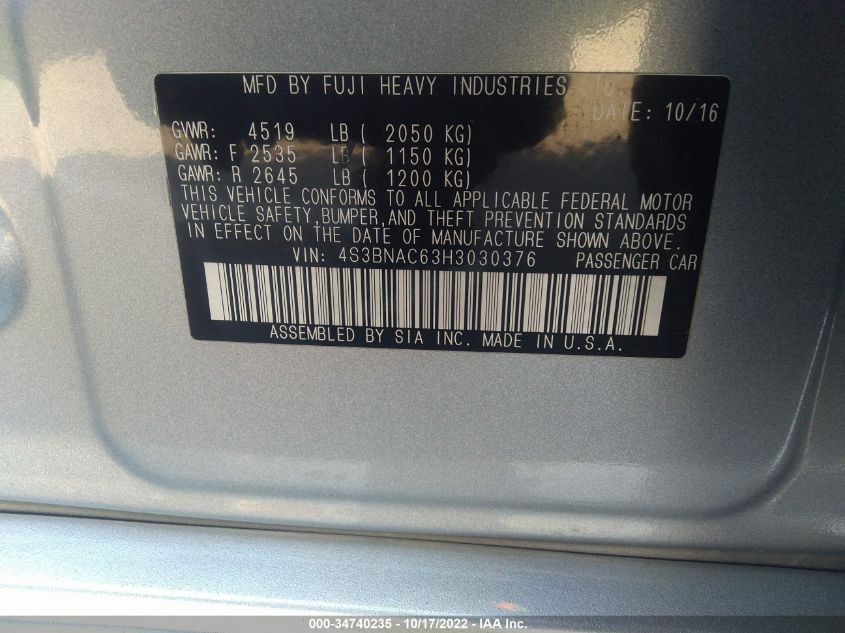 MFD BY FUJI HEAVY INDUSTRIES LTD.
DATE: 10/16
GVWR: 4519 LB ( 2050 KG)
GAWR: F 2535 LB ( 1150 KG)
GAWR: R 2645 LB ( 1200 KG)
THIS VEHICLE CONFORMS TO ALL APPLICABLE FEDERAL MOTOR
VEHICLE SAFETY,BUMPER,AND THEFT PREVENTION STANDARDS
IN EFFECT ON THE DATE OF MANUFACTURE SHOWN ABOVE.
VIN: 4S3BNAC63H3030376 PASSENGER CAR
ASSEMBLED BY SIA INC. MADE IN U.S.A.
000-34740235 - 10/17/2022 - IAA Inc.